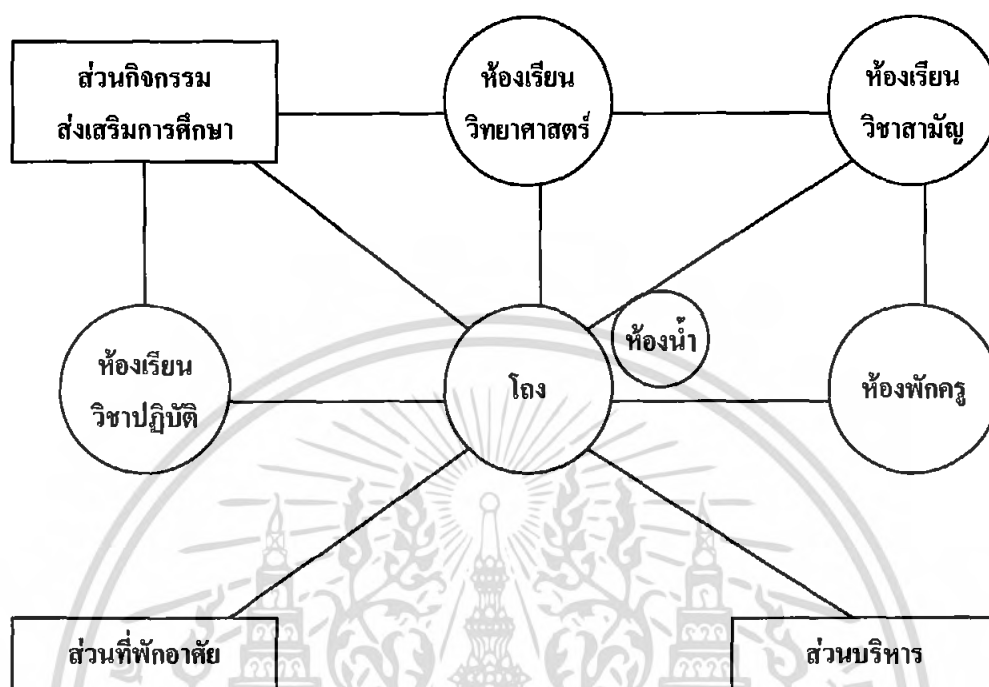 ส่วนกิจกรรม
ส่งเสริมการศึกษา
ห้องเรียน
วิทยาศาสตร์
ห้องเรียน
วิชาสามัญ
ห้องเรียน
วิชาปฏิบัติ
โถง
ห้องน้ำ
ห้องพักครู
ส่วนที่พักอาศัย
ส่วนบริหาร